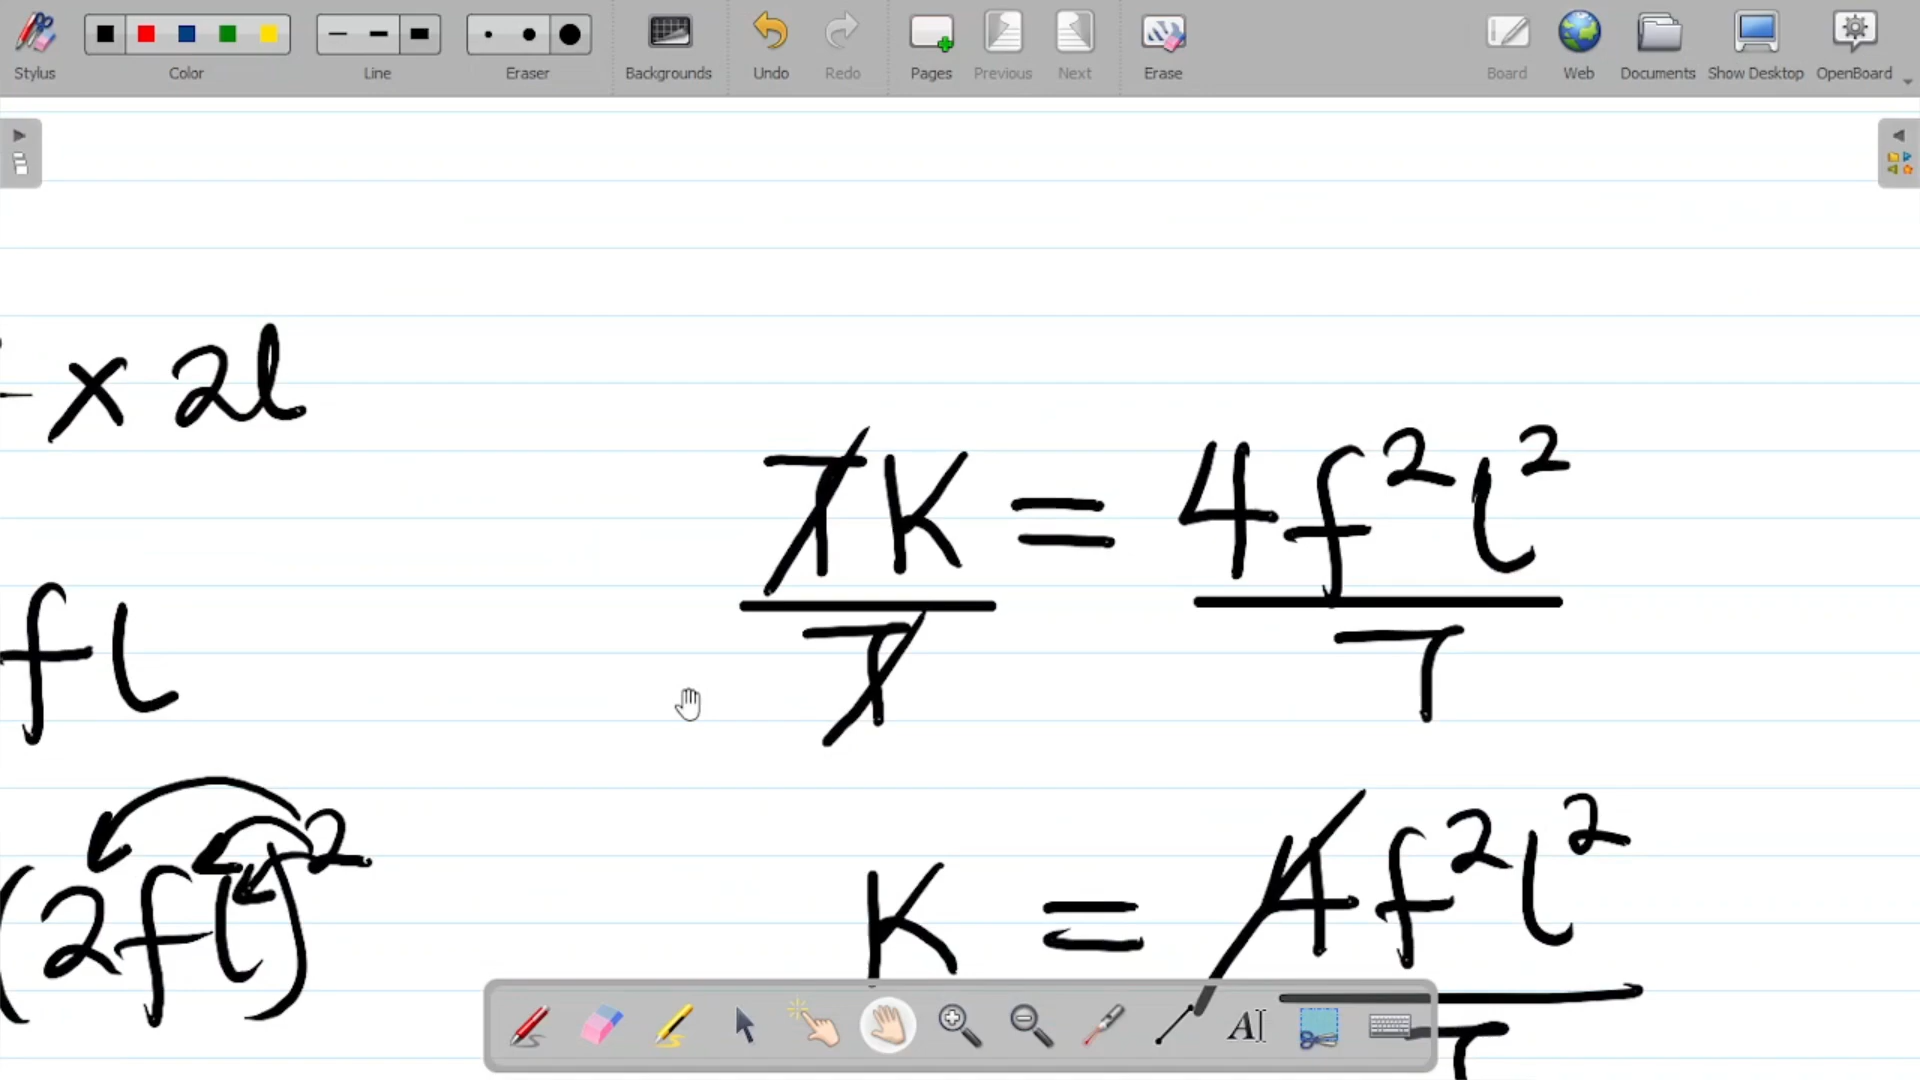 Stylus Color Line Eraser Backgrounds Undo Redo Pages Previous Next Erase Board Web Documents Show Desktop OpenBoard
x 2l
7K = 4f²l²
7 7
fl
(2fl)²
K = 4f²l²
7